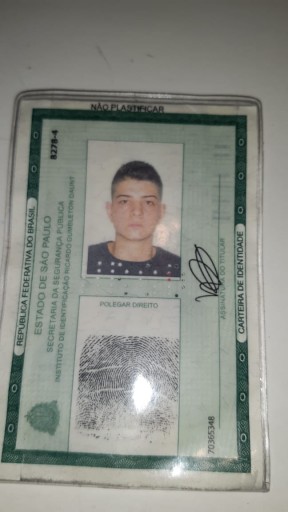 NÃO PLASTIFICAR
8279-4
REPÚBLICA FEDERATIVA DO BRASIL
ESTADO DE SÃO PAULO
SECRETARIA DA SEGURANÇA PÚBLICA
INSTITUTO DE IDENTIFICAÇÃO RICARDO GUMBLETON DAUNT
POLEGAR DIREITO
ASSINATURA DO TITULAR
CARTEIRA DE IDENTIDADE
70365348